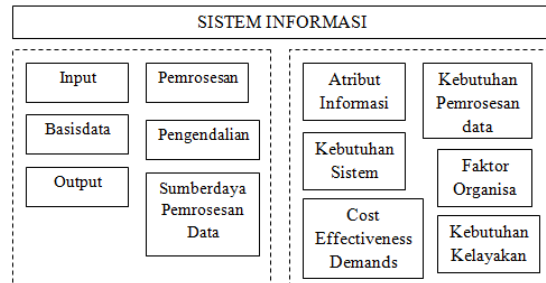 SISTEM INFORMASI
Input
Pemrosesan
Basisdata
Pengendalian
Output
Sumberdaya
Pemrosesan
Data
Atribut
Informasi
Kebutuhan
Pemrosesan
data
Kebutuhan
Sistem
Faktor
Organisa
Cost
Effectiveness
Demands
Kebutuhan
Kelayakan